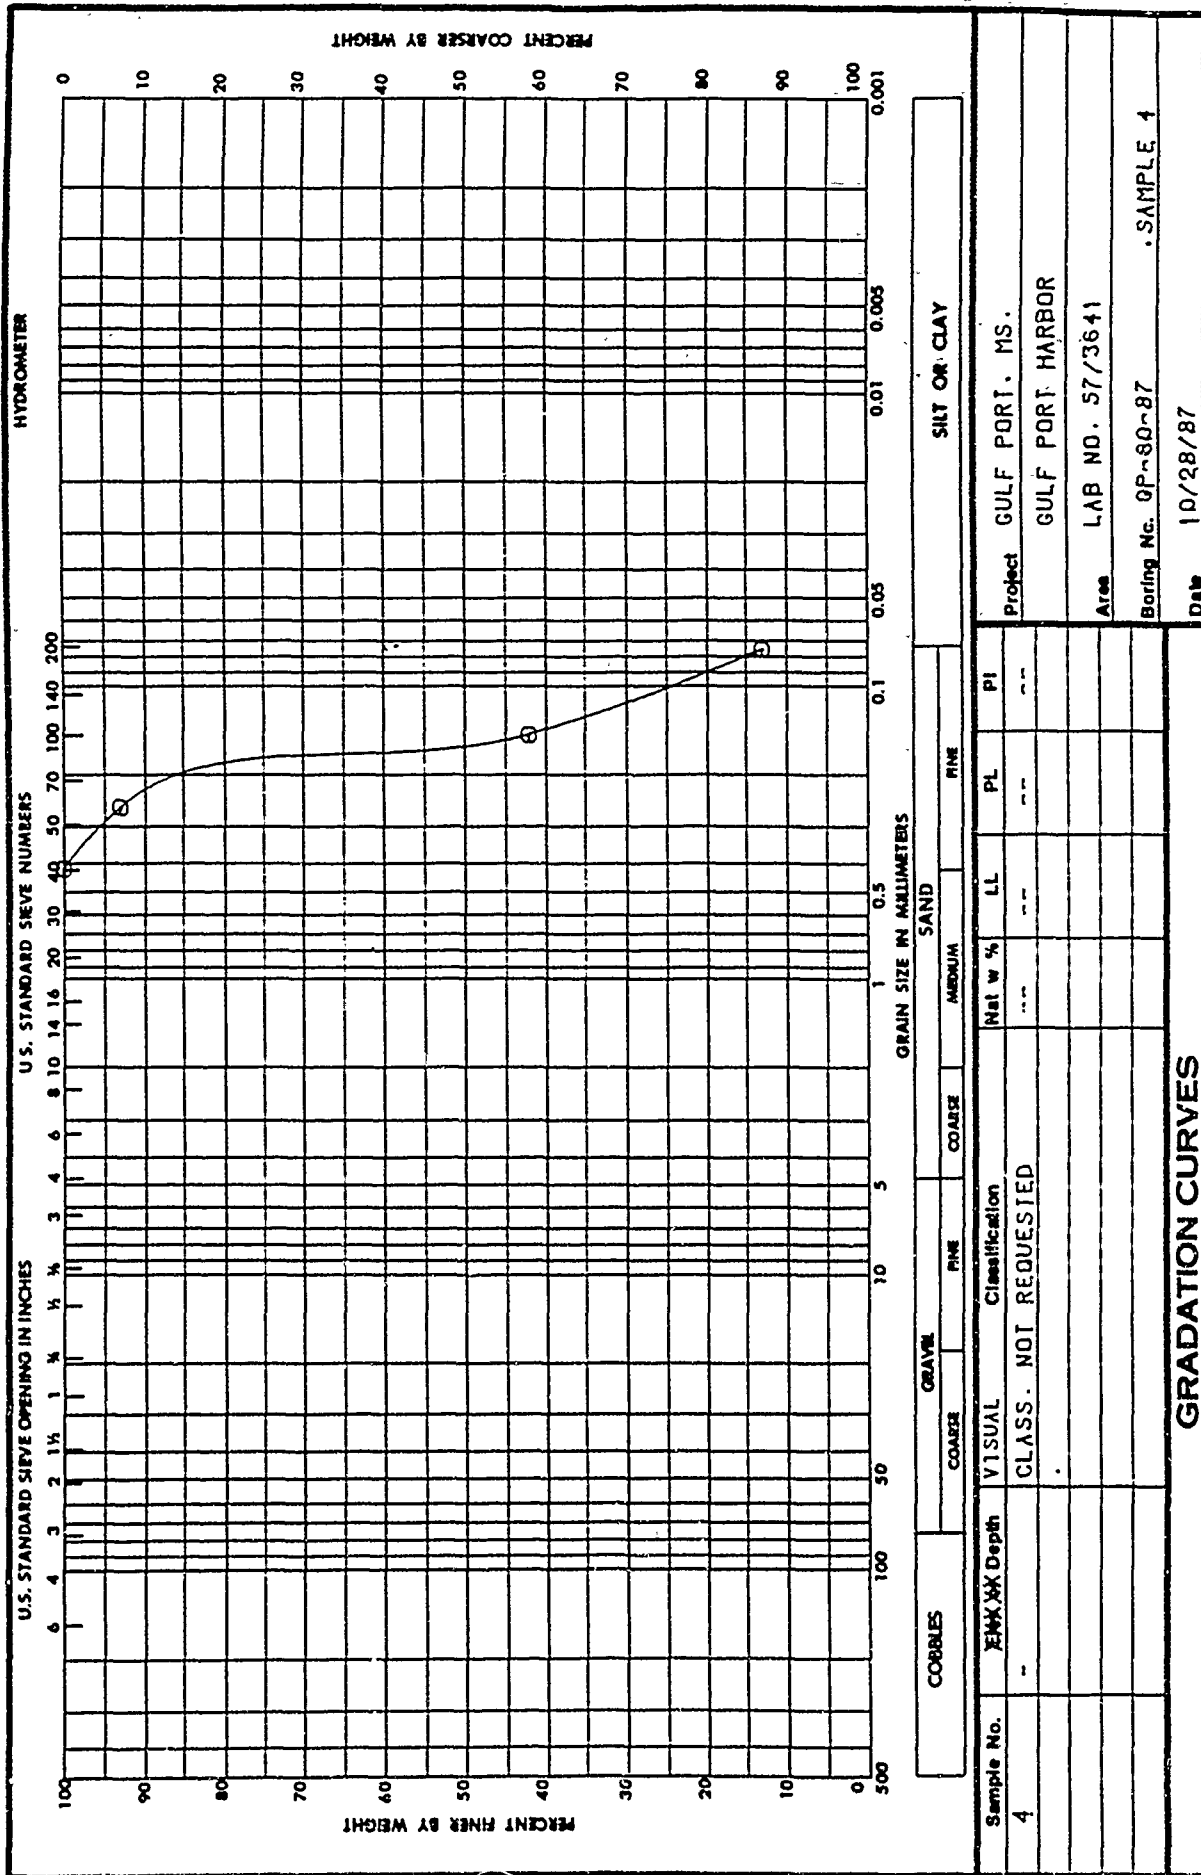 U.S. STANDARD SIEVE OPENING IN INCHES
U.S. STANDARD SIEVE NUMBERS
HYDROMETER
6 4 3 2 1½ 1 ¾ ½ ⅜ 3 4 6 8 10 14 16 20 30 40 50 70 100 140 200
PERCENT FINER BY WEIGHT
100
90
80
70
60
50
40
30
20
10
0
PERCENT COARSER BY WEIGHT
0
10
20
30
40
50
60
70
80
90
100
500 100 50 10 5 1 0.5 0.1 0.05 0.01 0.005 0.001
GRAIN SIZE IN MILLIMETERS
COBBLES
GRAVEL
SAND
SILT OR CLAY
COARSE FINE COARSE MEDIUM FINE
Sample No. Depth VISUAL Classification Nat w % LL PL PI
4 -- CLASS. NOT REQUESTED --- -- -- --
Project GULF PORT. MS.
GULF PORT HARBOR
LAB NO. 57/3641
Area
Boring No. GP-80-87 . SAMPLE 4
Date 10/28/87
GRADATION CURVES